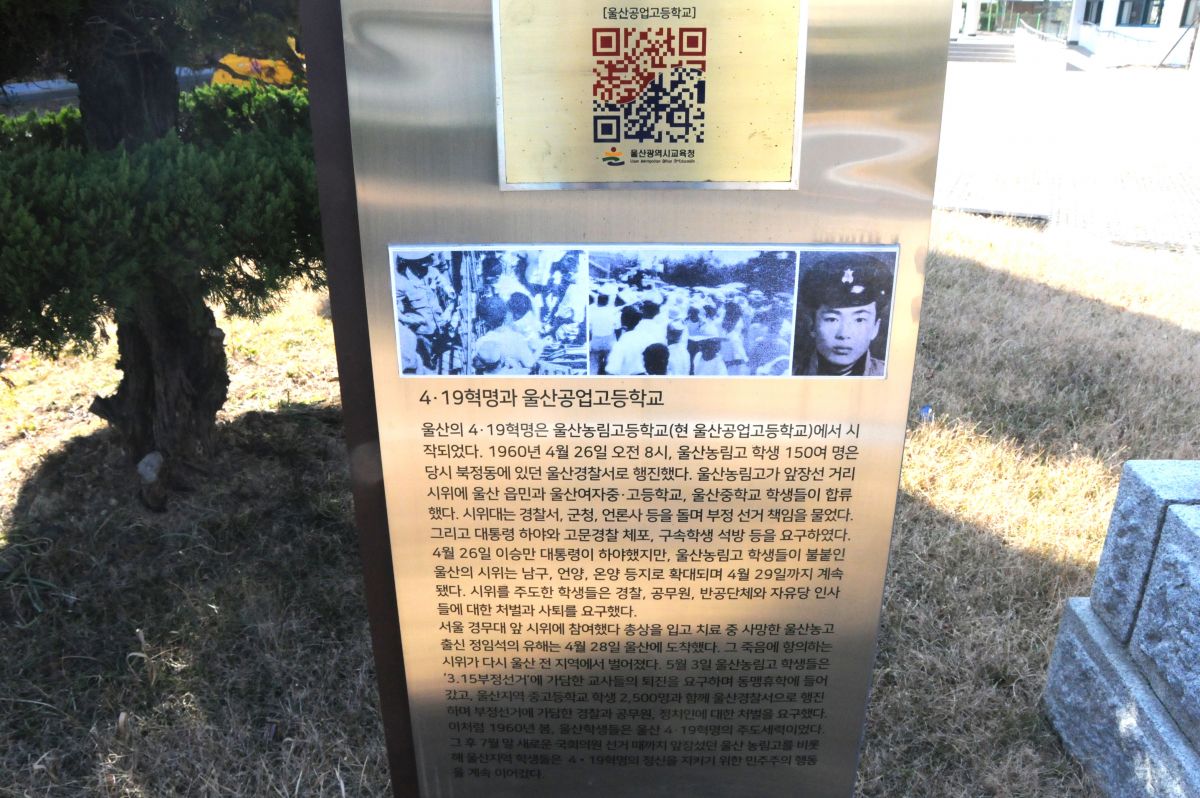 [울산공업고등학교]
울산광역시교육청
4·19혁명과 울산공업고등학교
울산의 4·19혁명은 울산농림고등학교(현 울산공업고등학교)에서 시
작되었다. 1960년 4월 26일 오전 8시, 울산농림고 학생 150여 명은
당시 북정동에 있던 울산경찰서로 행진했다. 울산농림고가 앞장선 거리
시위에 울산 읍민과 울산여자중·고등학교, 울산중학교 학생들이 합류
했다. 시위대는 경찰서, 군청, 언론사 등을 돌며 부정 선거 책임을 물었다.
그리고 대통령 하야와 고문경찰 체포, 구속학생 석방 등을 요구하였다.
4월 26일 이승만 대통령이 하야했지만, 울산농림고 학생들이 불붙인
울산의 시위는 남구, 언양, 온양 등지로 확대되며 4월 29일까지 계속
됐다. 시위를 주도한 학생들은 경찰, 공무원, 반공단체와 자유당 인사
들에 대한 처벌과 사퇴를 요구했다.
서울 경무대 앞 시위에 참여했다 총상을 입고 치료 중 사망한 울산농고
출신 정임석의 유해는 4월 28일 울산에 도착했다. 그 죽음에 항의하는
시위가 다시 울산 전 지역에서 벌어졌다. 5월 3일 울산농림고 학생들은
'3.15부정선거'에 가담한 교사들의 퇴진을 요구하며 동맹휴학에 들어
갔고, 울산지역 중고등학교 학생 2,500명과 함께 울산경찰서으로 행진
하며 부정선거에 가담한 경찰과 공무원, 정치인에 대한 처벌을 요구했다.
이처럼 1960년 봄, 울산학생들은 울산 4·19혁명의 주도세력이었다.
그 후 7월 말 새로운 국회의원 선거 때까지 앞장섰던 울산 농림고를 비롯
해 울산지역 학생들은 4·19혁명의 정신을 지키기 위한 민주주의 행동
을 계속 이어갔다.